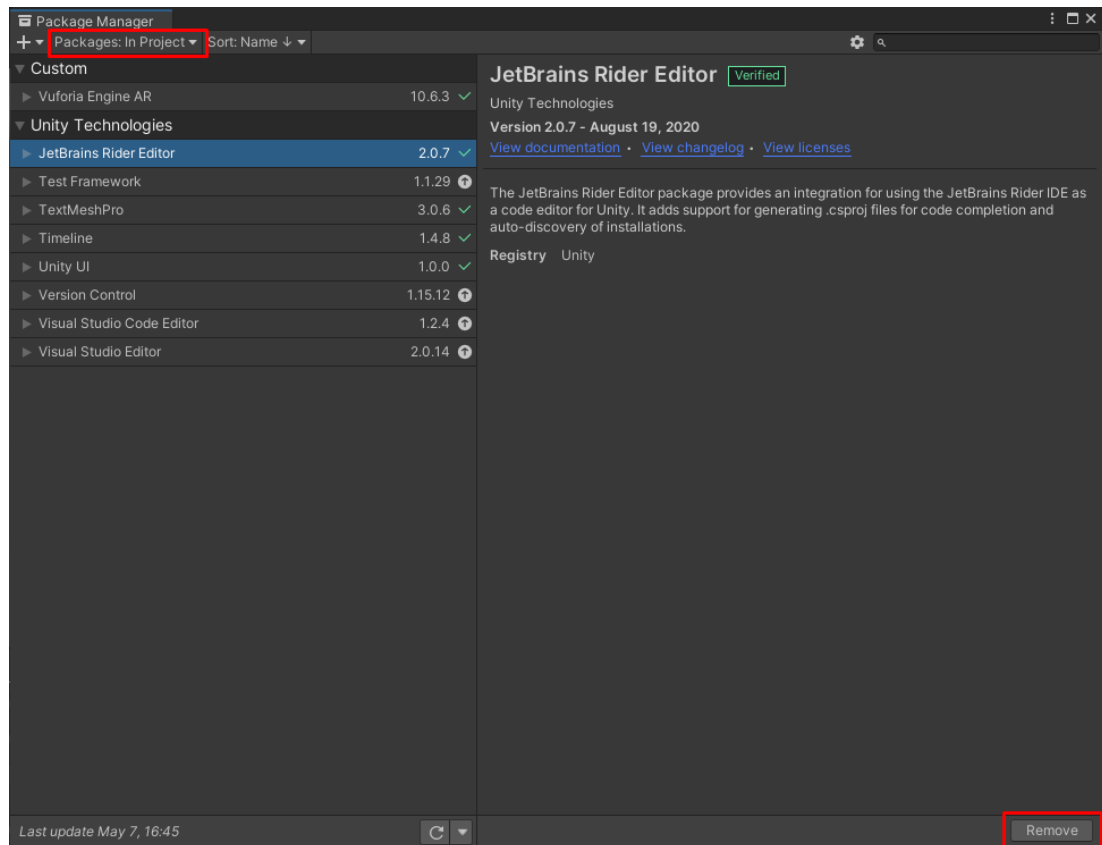 Package Manager
Packages: In Project
Sort: Name ↓
Custom
Vuforia Engine AR 10.6.3
Unity Technologies
JetBrains Rider Editor 2.0.7
Test Framework 1.1.29
TextMeshPro 3.0.6
Timeline 1.4.8
Unity UI 1.0.0
Version Control 1.15.12
Visual Studio Code Editor 1.2.4
Visual Studio Editor 2.0.14
Last update May 7, 16:45
JetBrains Rider Editor Verified
Unity Technologies
Version 2.0.7 - August 19, 2020
View documentation • View changelog • View licenses
The JetBrains Rider Editor package provides an integration for using the JetBrains Rider IDE as
a code editor for Unity. It adds support for generating .csproj files for code completion and
auto-discovery of installations.
Registry Unity
Remove